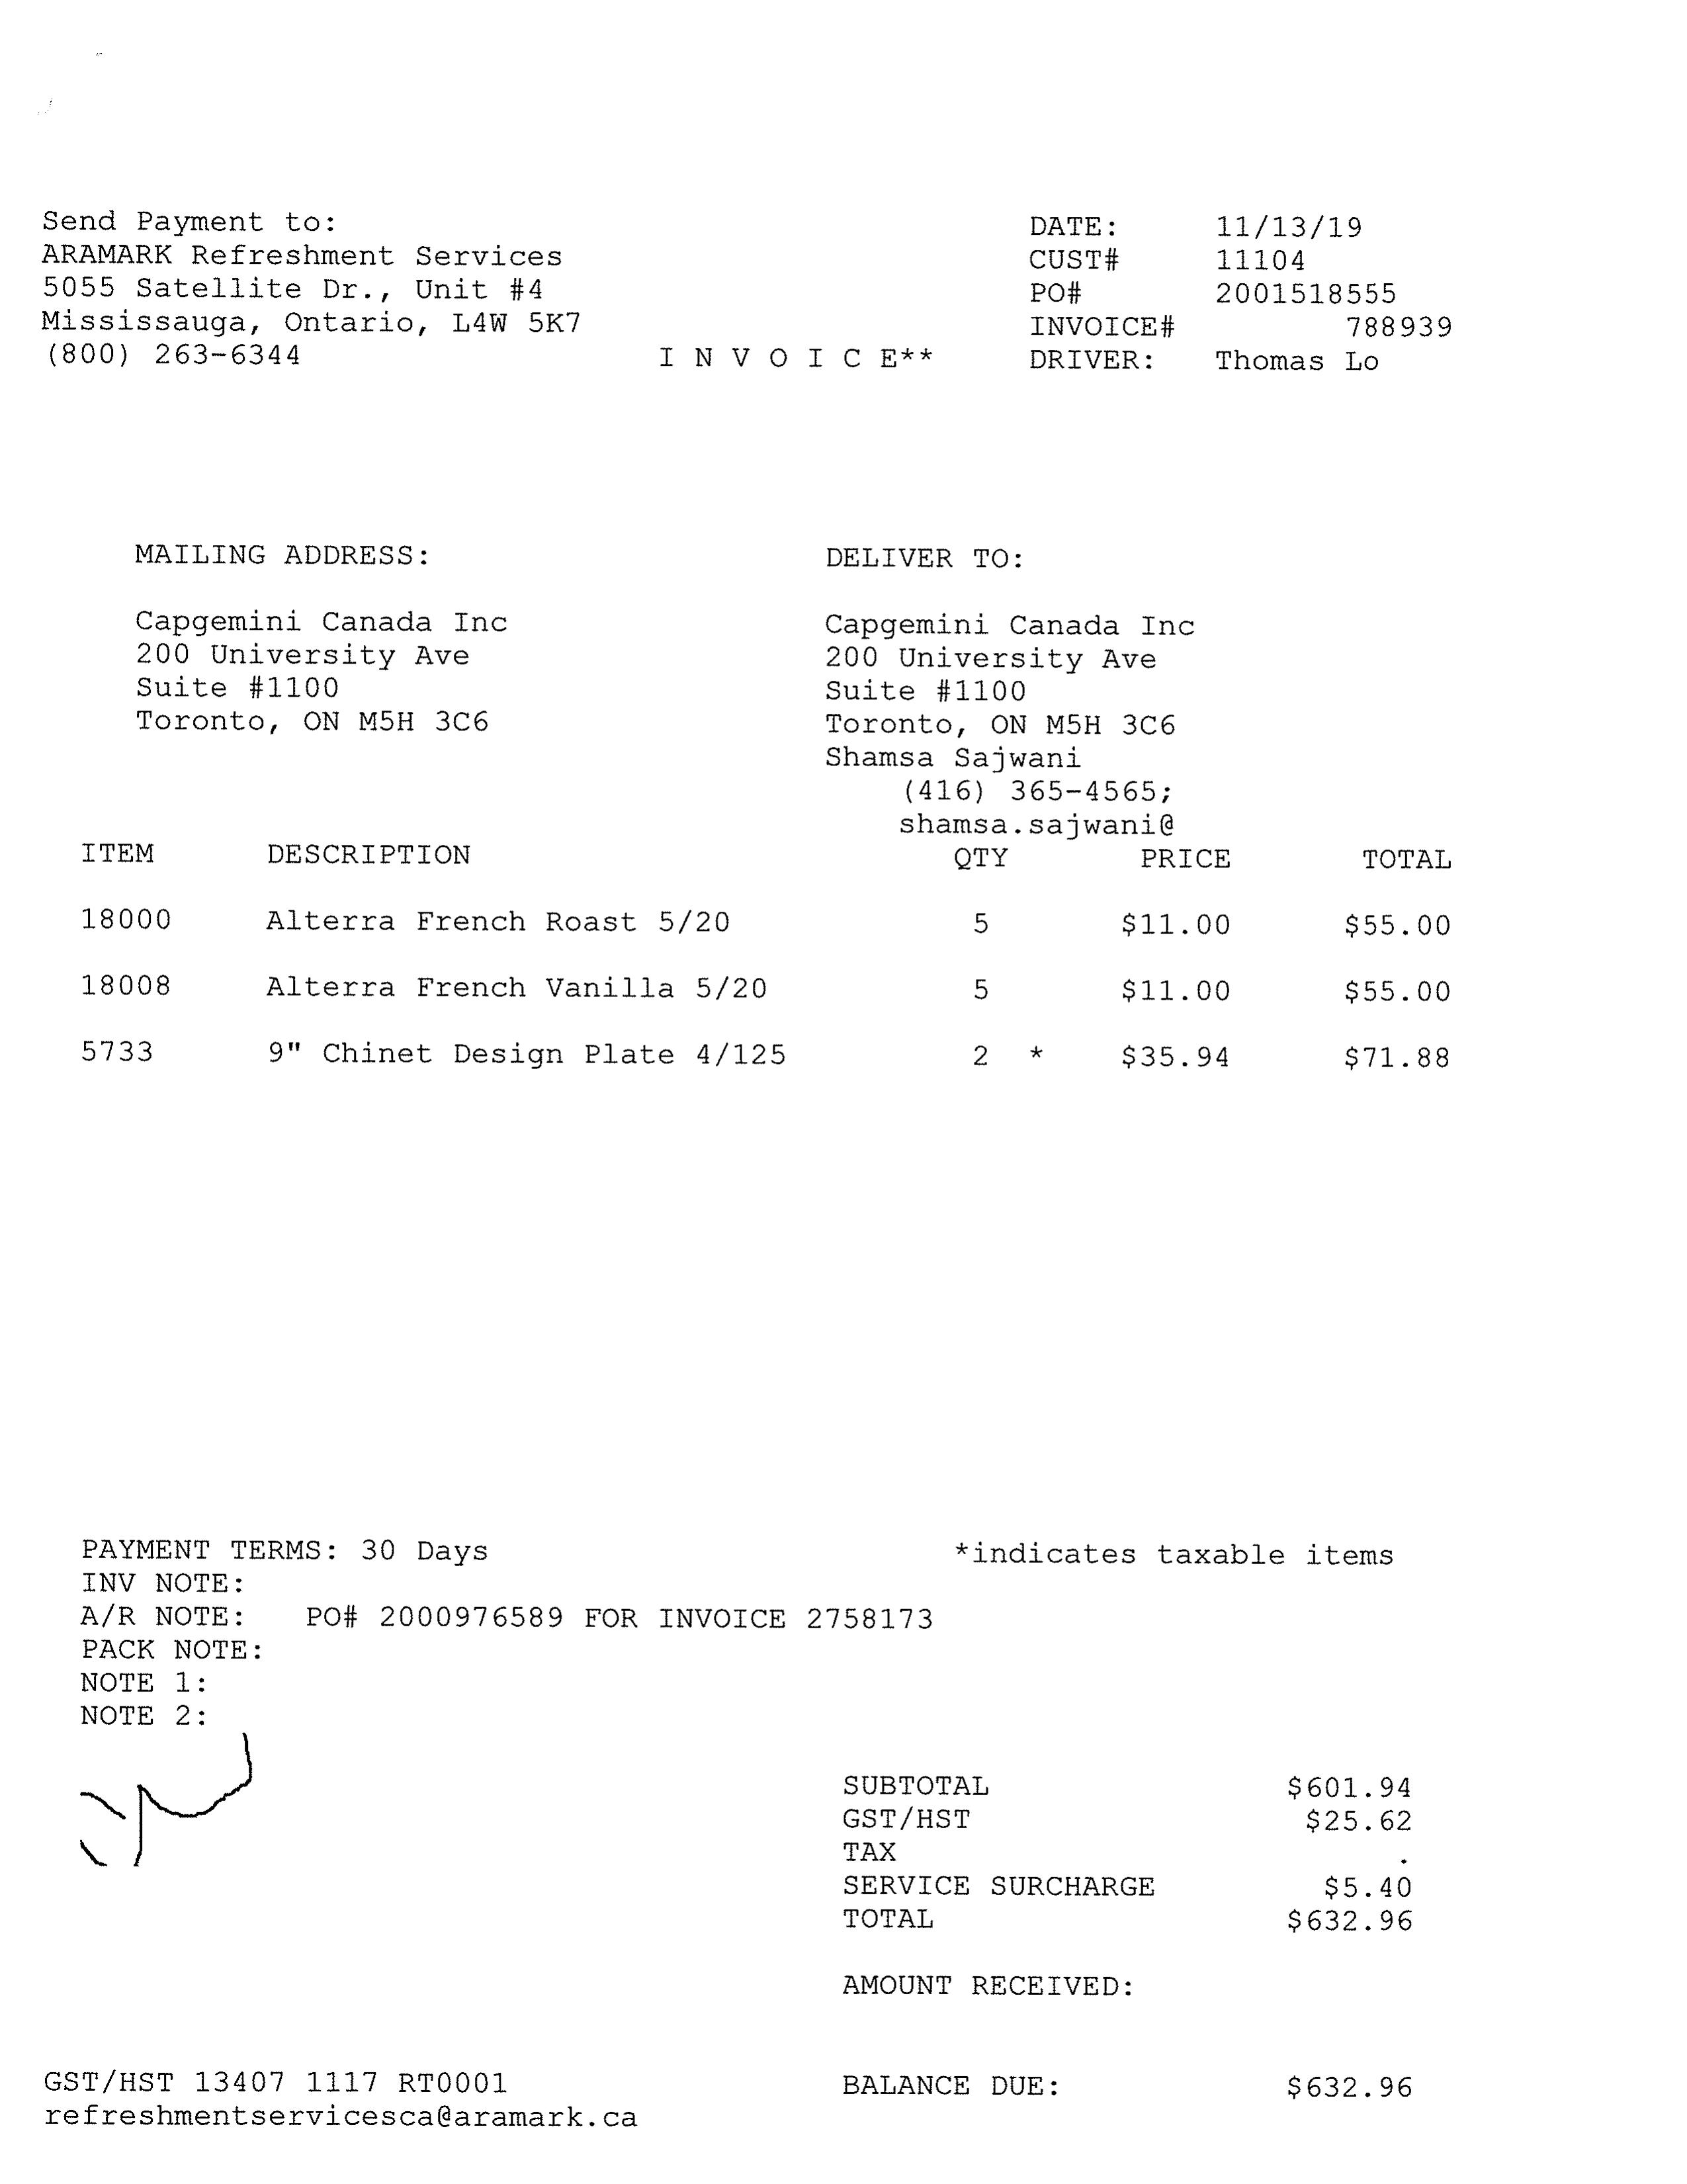 Send Payment to:
ARAMARK Refreshment Services
5055 Satellite Dr., Unit #4
Mississauga, Ontario, L4W 5K7
(800) 263-6344
I N V O I C E**
DATE: 11/13/19
CUST# 11104
PO# 2001518555
INVOICE# 788939
DRIVER: Thomas Lo
MAILING ADDRESS:
Capgemini Canada Inc
200 University Ave
Suite #1100
Toronto, ON M5H 3C6
DELIVER TO:
Capgemini Canada Inc
200 University Ave
Suite #1100
Toronto, ON M5H 3C6
Shamsa Sajwani
(416) 365-4565;
shamsa.sajwani@
ITEM DESCRIPTION QTY PRICE TOTAL
18000 Alterra French Roast 5/20 5 $11.00 $55.00
18008 Alterra French Vanilla 5/20 5 $11.00 $55.00
5733 9" Chinet Design Plate 4/125 2 * $35.94 $71.88
PAYMENT TERMS: 30 Days *indicates taxable items
INV NOTE:
A/R NOTE: PO# 2000976589 FOR INVOICE 2758173
PACK NOTE:
NOTE 1:
NOTE 2:
SUBTOTAL $601.94
GST/HST $25.62
TAX .
SERVICE SURCHARGE $5.40
TOTAL $632.96
AMOUNT RECEIVED:
BALANCE DUE: $632.96
GST/HST 13407 1117 RT0001
refreshmentservicesca@aramark.ca